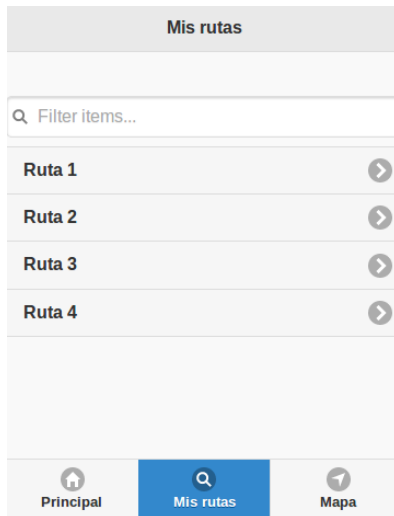 Mis rutas
Filter items...
Ruta 1
Ruta 2
Ruta 3
Ruta 4
Principal
Mis rutas
Mapa